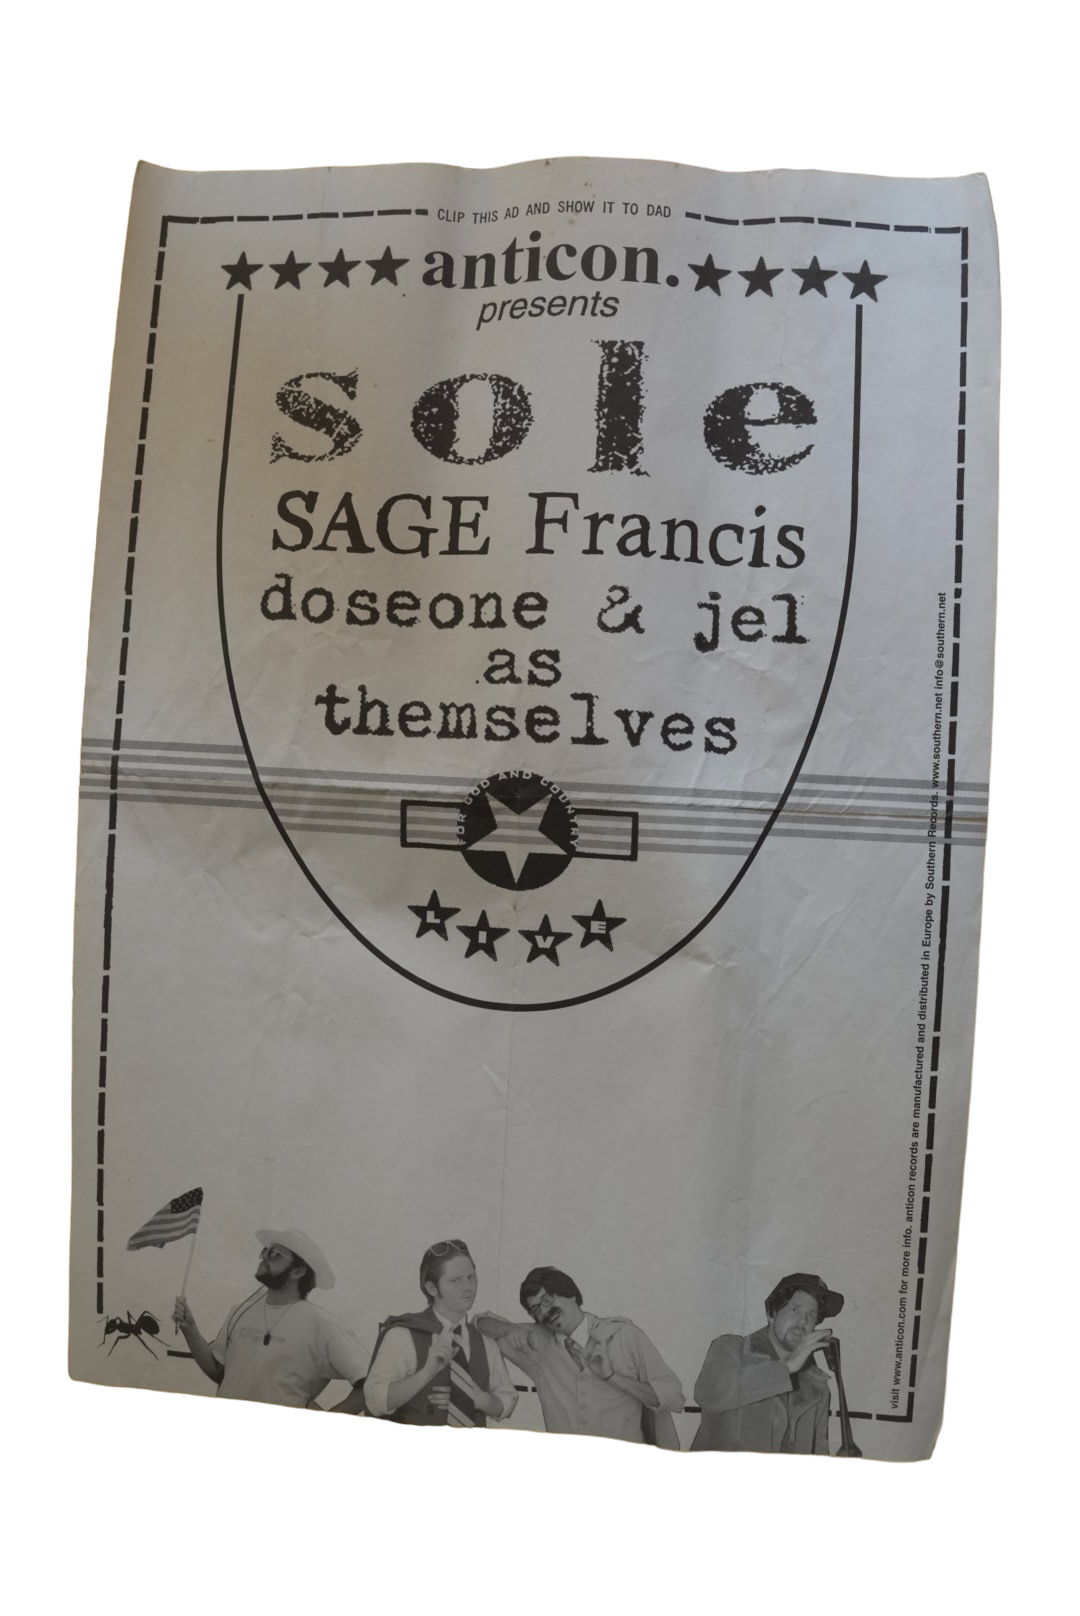 CLIP THIS AD AND SHOW IT TO DAD
anticon.
presents
sole
SAGE Francis
doseone & jel
as
themselves
FOR GOD AND COUNTRY
LIVE
visit www.anticon.com for more info. anticon records are manufactured and distributed in Europe by Southern Records. www.southern.net info@southern.net